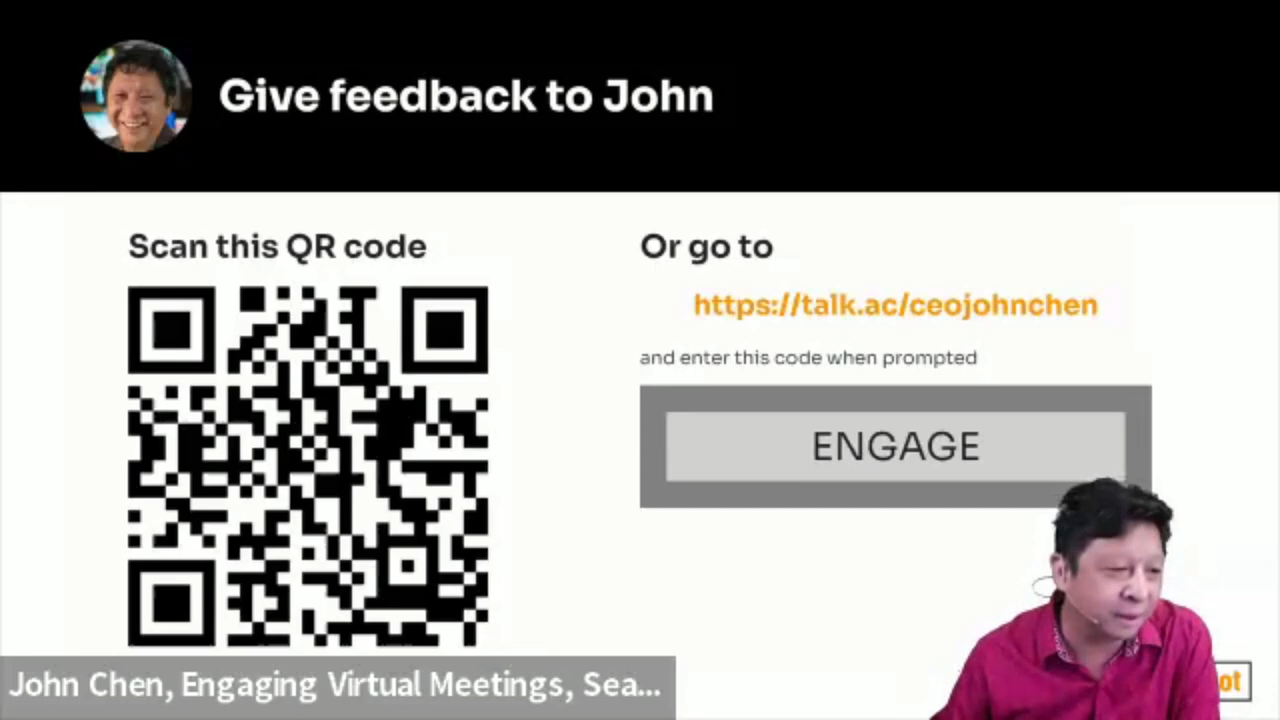 Give feedback to John
Scan this QR code
Or go to
https://talk.ac/ceojohnchen
and enter this code when prompted
ENGAGE
John Chen, Engaging Virtual Meetings, Sea...